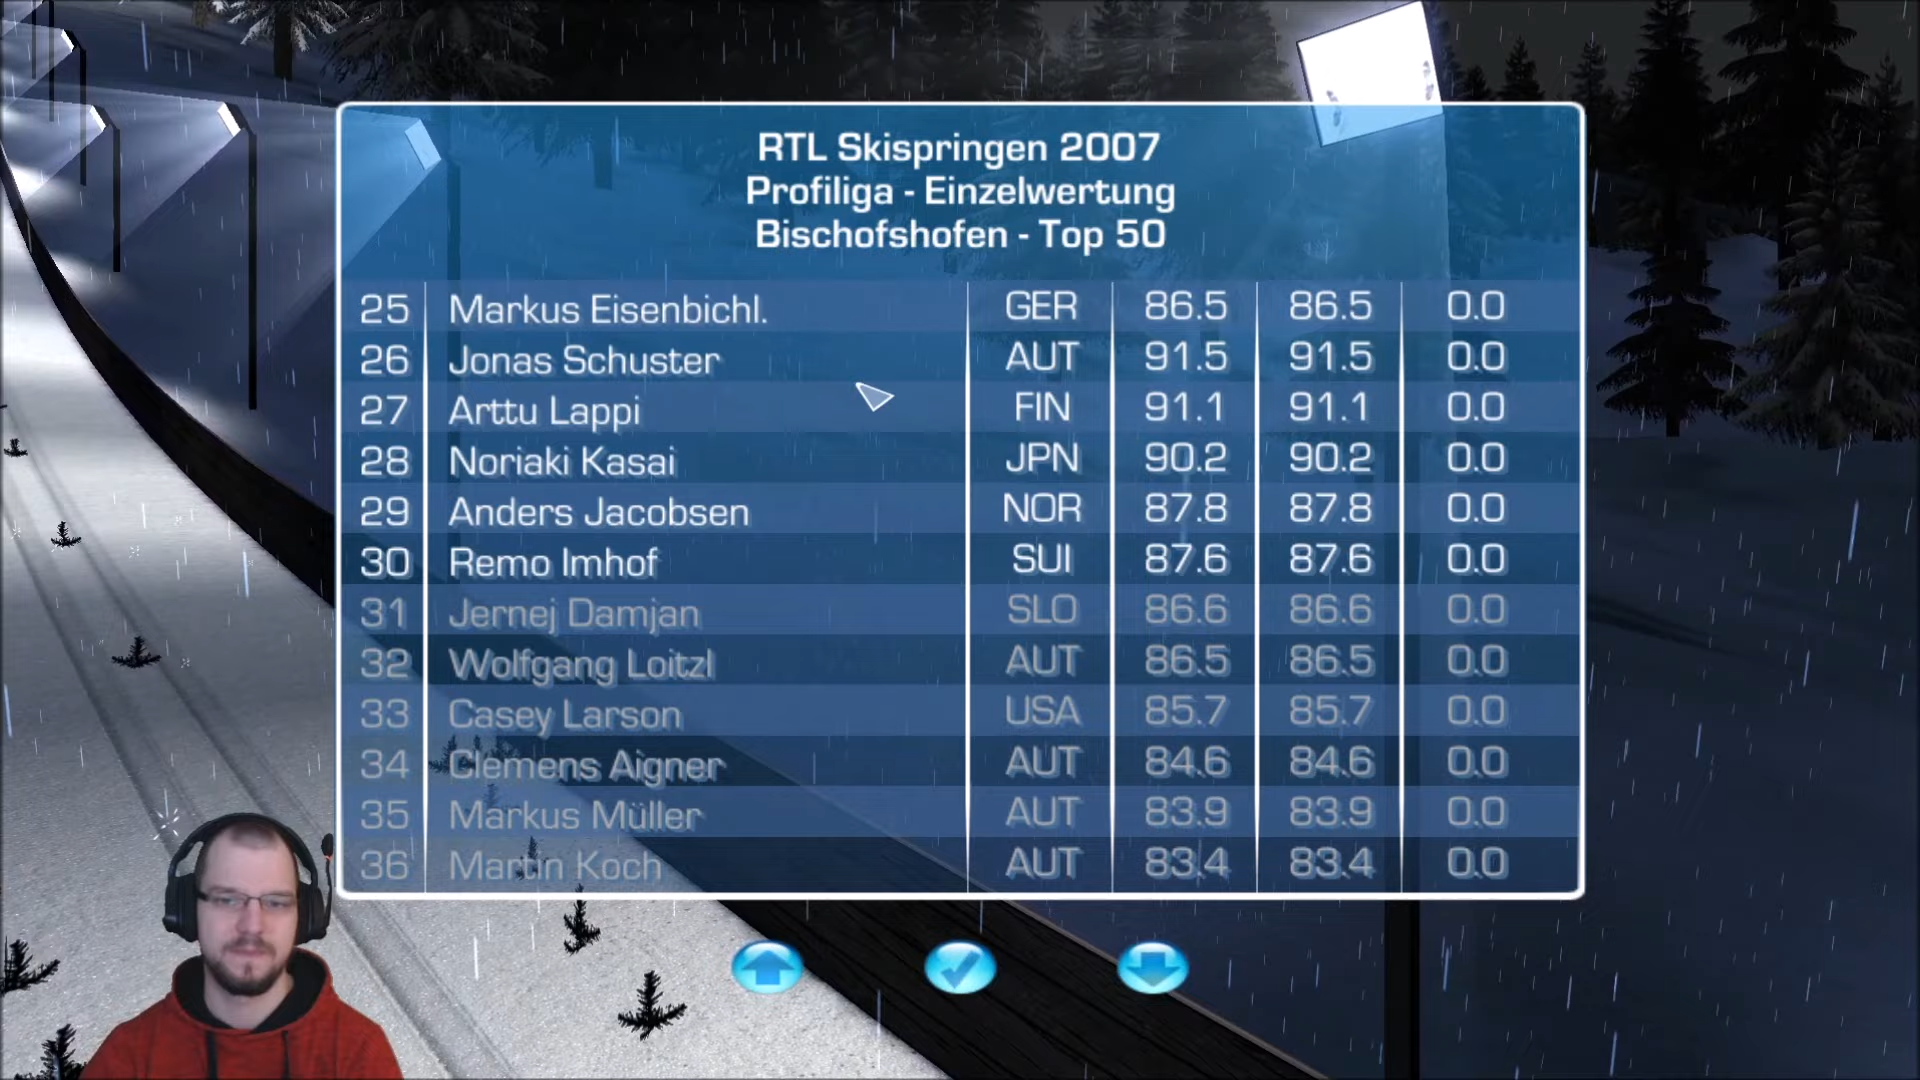 RTL Skispringen 2007
Profiliga - Einzelwertung
Bischofshofen - Top 50
25 Markus Eisenbichl. GER 86.5 86.5 0.0
26 Jonas Schuster AUT 91.5 91.5 0.0
27 Arttu Lappi FIN 91.1 91.1 0.0
28 Noriaki Kasai JPN 90.2 90.2 0.0
29 Anders Jacobsen NOR 87.8 87.8 0.0
30 Remo Imhof SUI 87.6 87.6 0.0
31 Jernej Damjan SLO 86.6 86.6 0.0
32 Wolfgang Loitzl AUT 86.5 86.5 0.0
33 Casey Larson USA 85.7 85.7 0.0
34 Clemens Aigner AUT 84.6 84.6 0.0
35 Markus Müller AUT 83.9 83.9 0.0
36 Martin Koch AUT 83.4 83.4 0.0